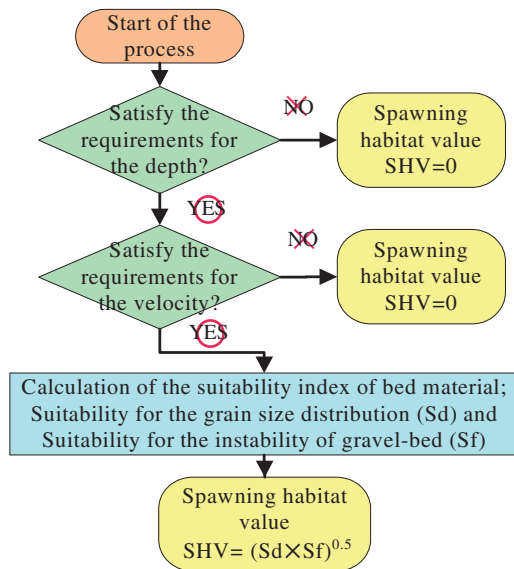 Start of the
process
Satisfy the
requirements for
the depth?
NO
Spawning
habitat value
SHV=0
YES
Satisfy the
requirements for
the velocity?
NO
Spawning
habitat value
SHV=0
YES
Calculation of the suitability index of bed material;
Suitability for the grain size distribution (Sd) and
Suitability for the instability of gravel-bed (Sf)
Spawning habitat
value
SHV= (Sd×Sf)^0.5